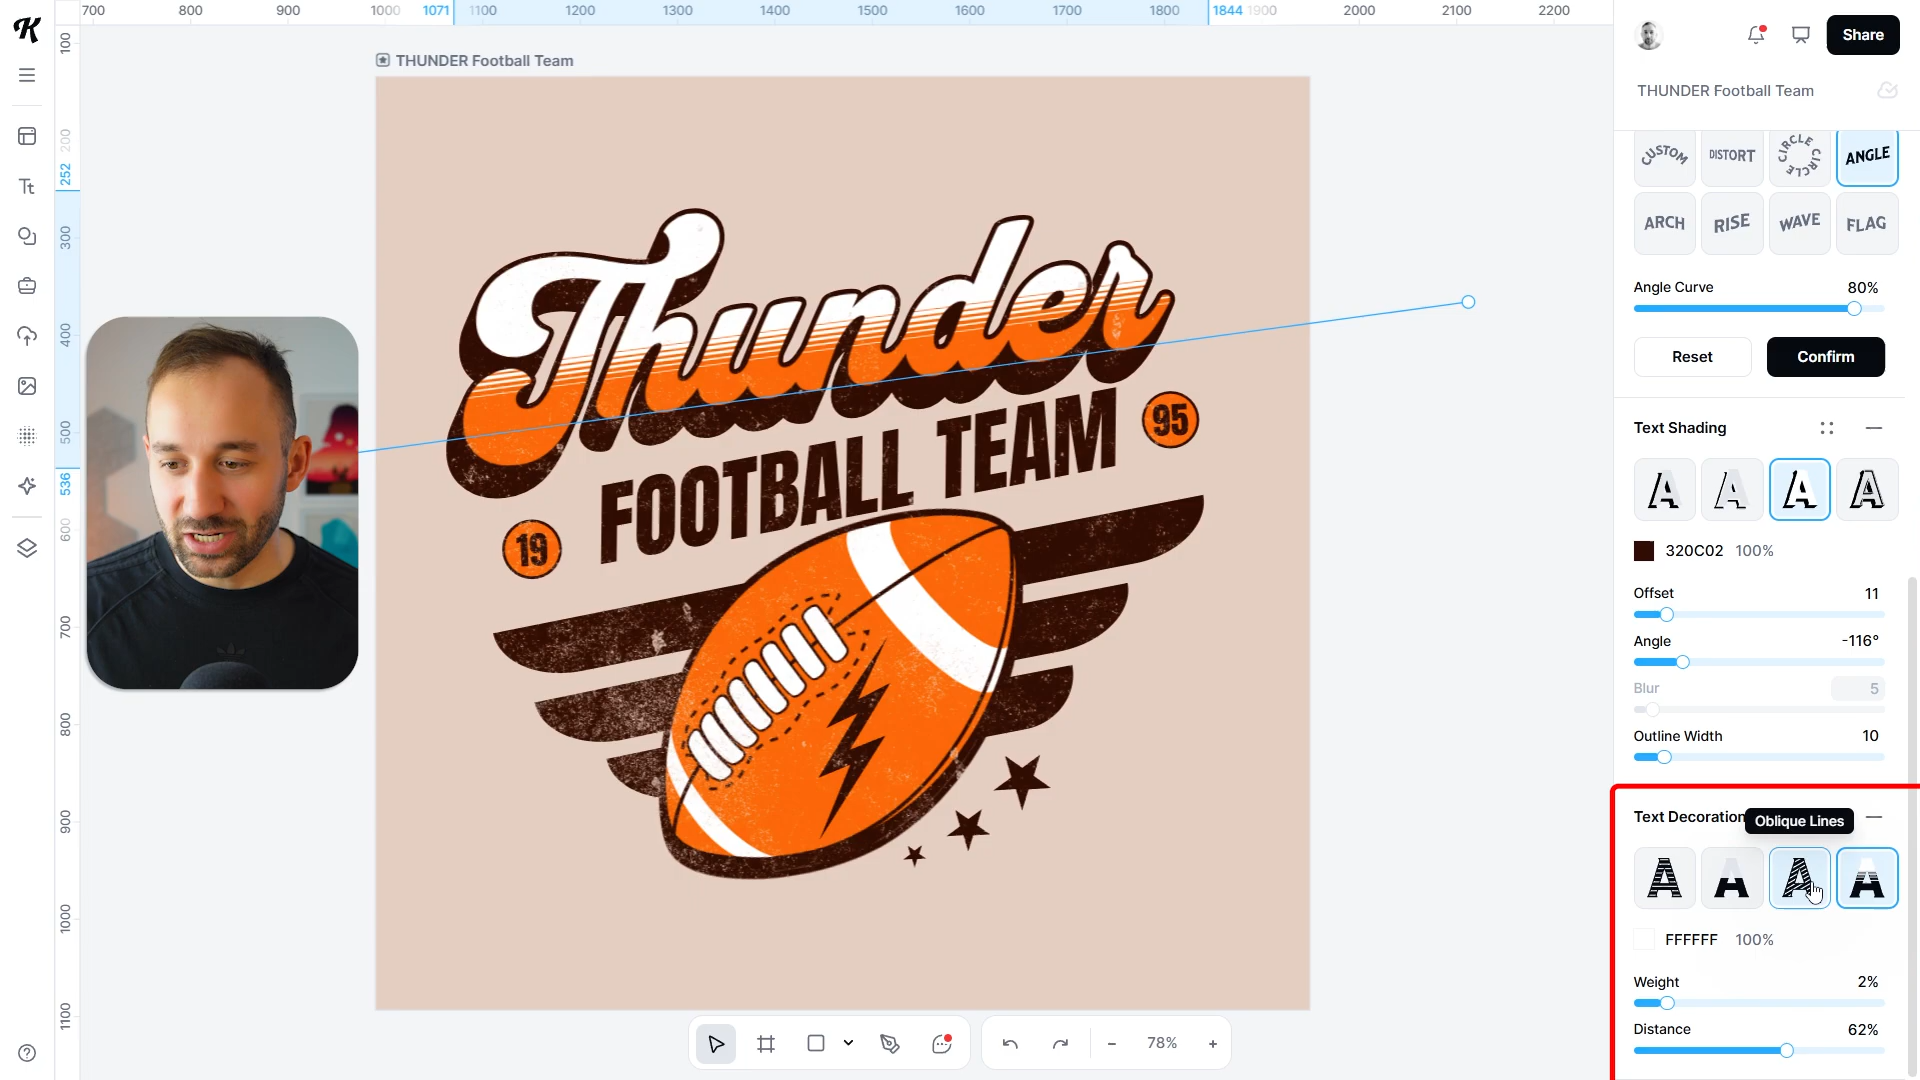 700 800 900 1000 1071 1100 1200 1300 1400 1500 1600 1700 1800 1844 1900 2000 2100 2200
100
200
252
300
400
500
536
600
700
800
900
1000
1100
Tt
THUNDER Football Team
Thunder
FOOTBALL TEAM
19
95
78%
Share
THUNDER Football Team
CUSTOM DISTORT CIRCLE CIRCLE ANGLE
ARCH RISE WAVE FLAG
Angle Curve 80%
Reset Confirm
Text Shading
A A A A
320C02 100%
Offset 11
Angle -116°
Blur 5
Outline Width 10
Text Decoration
Oblique Lines
A A A A
FFFFFF 100%
Weight 2%
Distance 62%